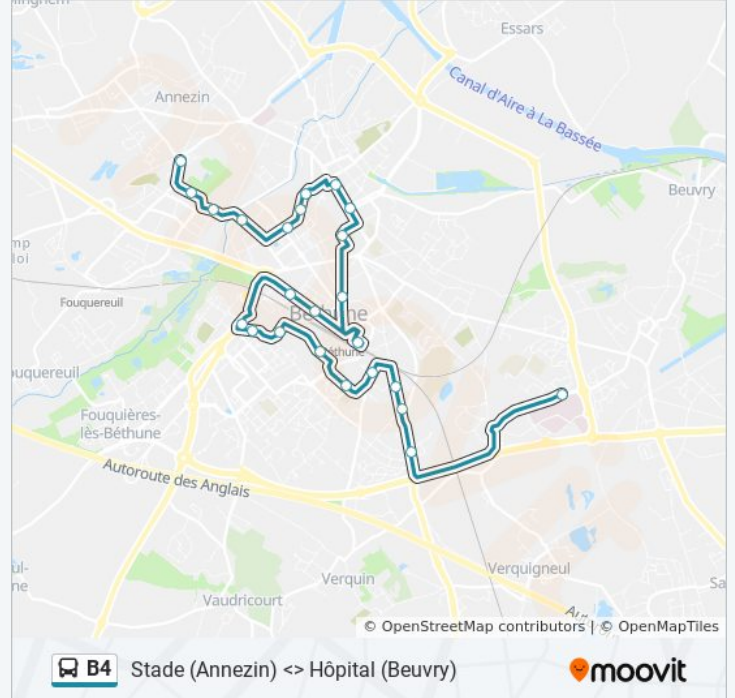 Essars
Canal d'Aire à La Bassée
Annezin
Beuvry
Fouquereuil
Béthune
Fouquières-
lès-Béthune
Autoroute des Anglais
Verquin
Verquigneul
Vaudricourt
© OpenStreetMap contributors | © OpenMapTiles
B4 Stade (Annezin) <> Hôpital (Beuvry)
moovit